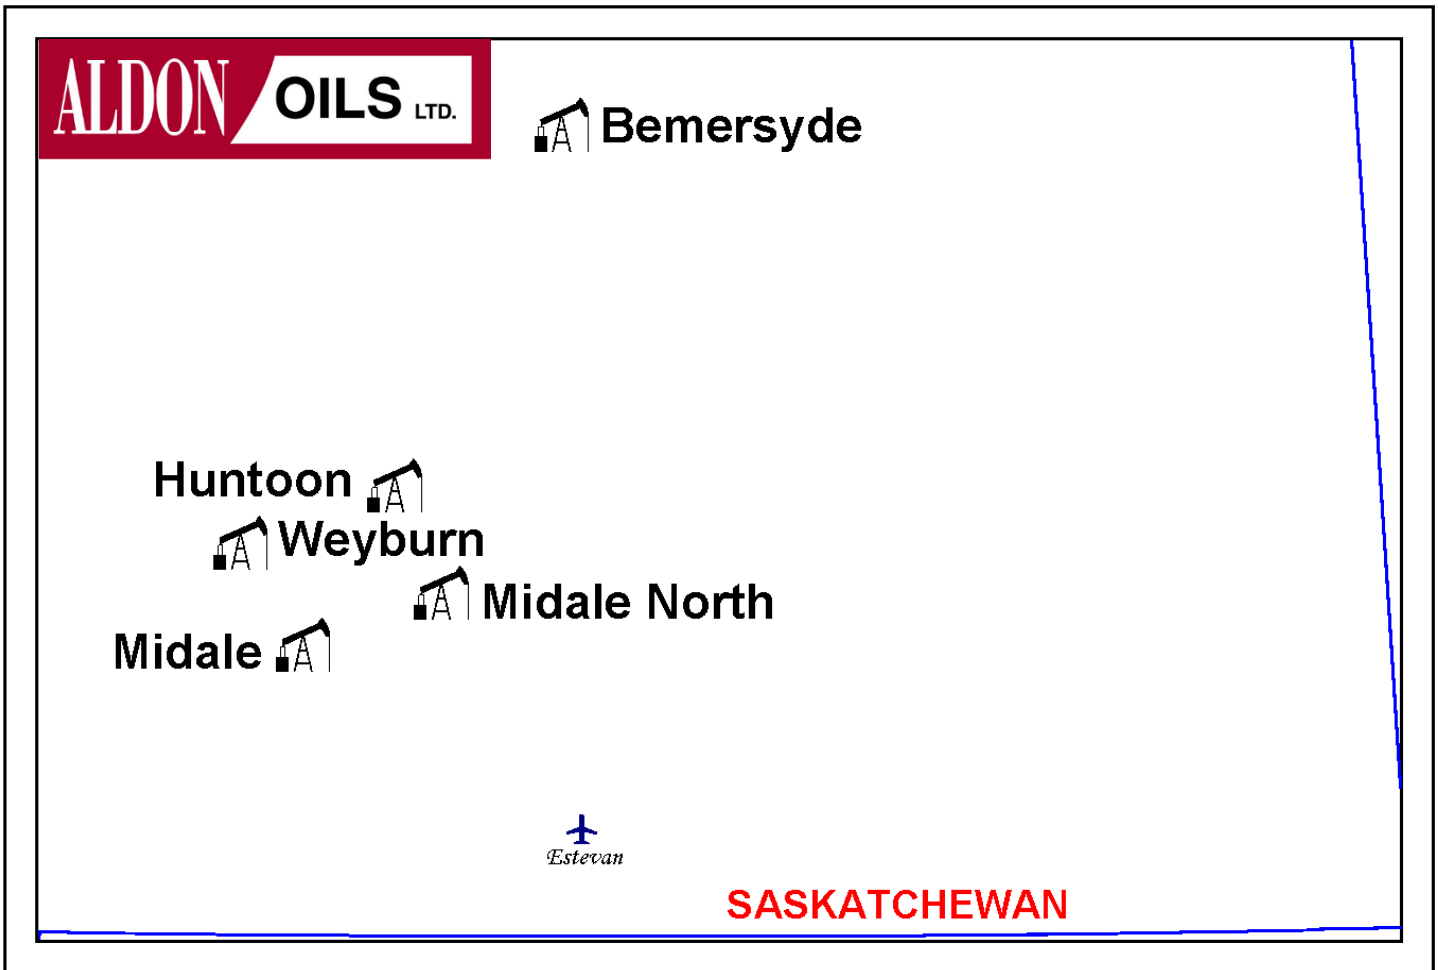 ALDON OILS LTD.
Bemersyde
Huntoon
Weyburn
Midale North
Midale
Estevan
SASKATCHEWAN